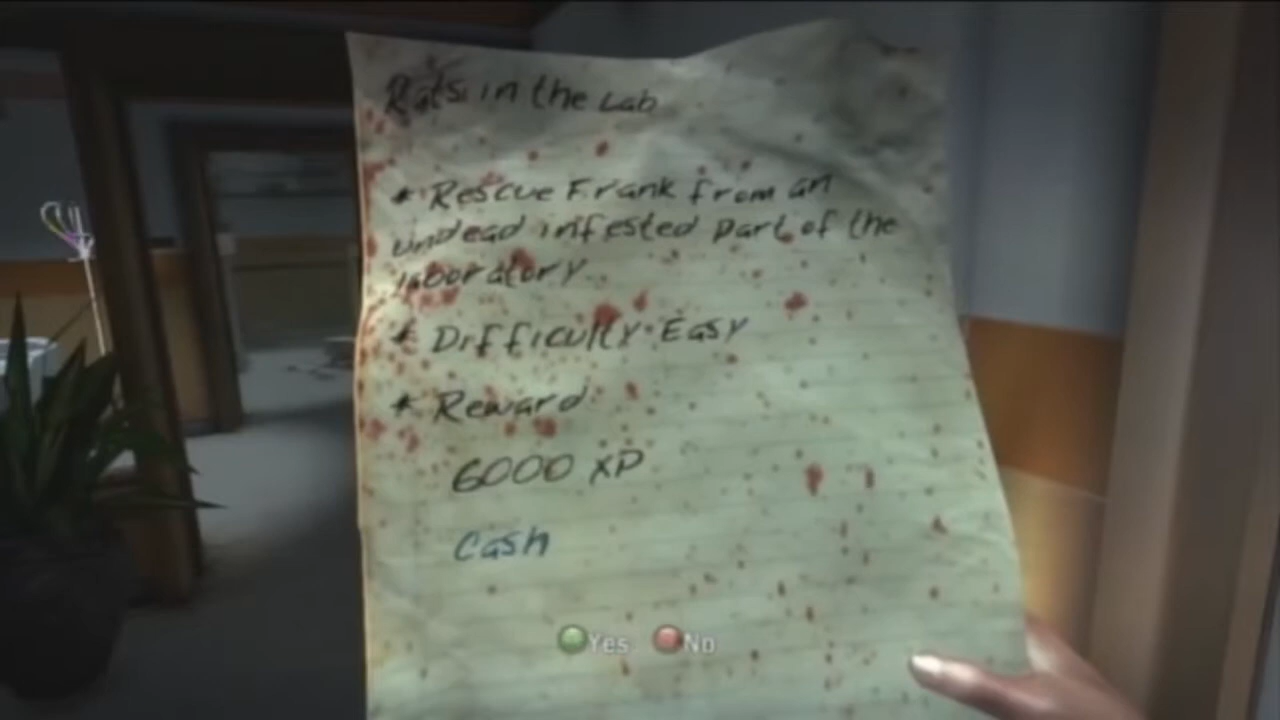 Rats in the Lab
* Rescue Frank from an
undead infested part of the
laboratory
* Difficulty: Easy
* Reward
6000 XP
Cash
Yes No